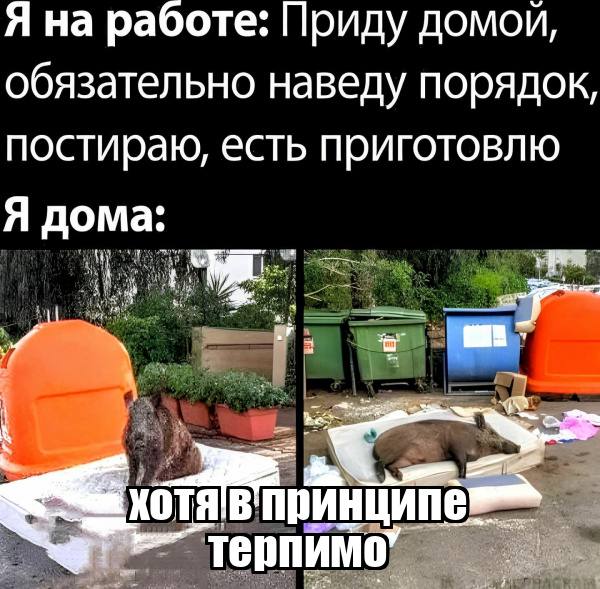 Я на работе: Приду домой,
обязательно наведу порядок,
постираю, есть приготовлю
Я дома:
хотя в принципе
терпимо